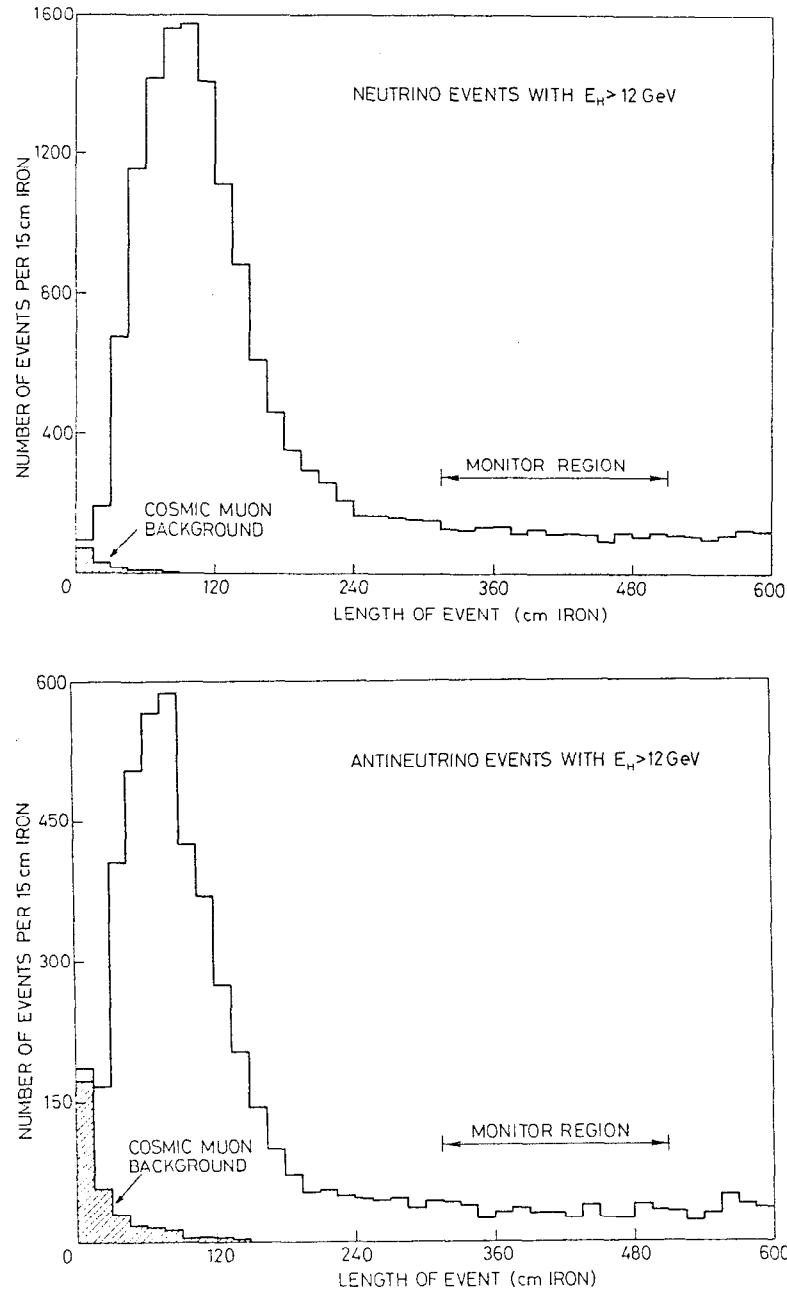 1600
1200
800
400
NUMBER OF EVENTS PER 15 cm IRON
NEUTRINO EVENTS WITH E_H > 12 GeV
MONITOR REGION
COSMIC MUON
BACKGROUND
0 120 240 360 480 600
LENGTH OF EVENT (cm IRON)
600
450
300
150
NUMBER OF EVENTS PER 15 cm IRON
ANTINEUTRINO EVENTS WITH E_H > 12 GeV
MONITOR REGION
COSMIC MUON
BACKGROUND
0 120 240 360 480 600
LENGTH OF EVENT (cm IRON)